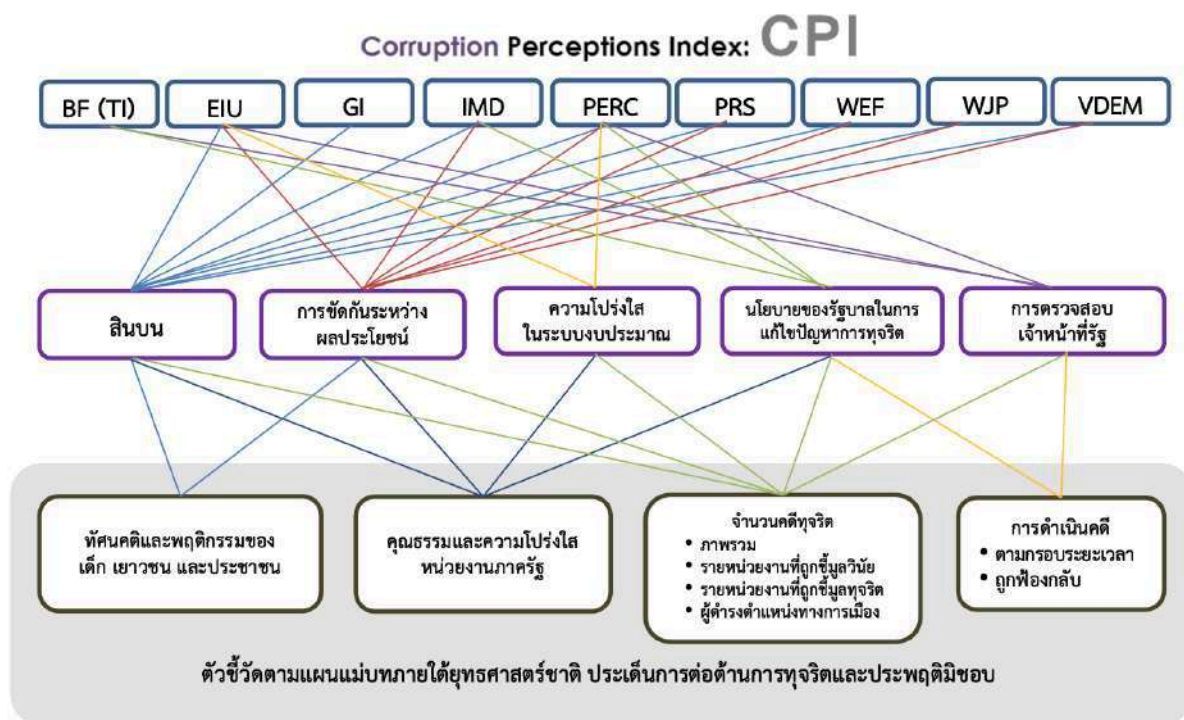 Corruption Perceptions Index: CPI
BF (TI)
EIU
GI
IMD
PERC
PRS
WEF
WJP
VDEM
สินบน
การขัดกันระหว่าง
ผลประโยชน์
ความโปร่งใส
ในระบบงบประมาณ
นโยบายของรัฐบาลในการ
แก้ไขปัญหาการทุจริต
การตรวจสอบ
เจ้าหน้าที่รัฐ
ทัศนคติและพฤติกรรมของ
เด็ก เยาวชน และประชาชน
คุณธรรมและความโปร่งใส
หน่วยงานภาครัฐ
จำนวนคดีทุจริต
• ภาพรวม
• รายหน่วยงานที่ถูกชี้มูลวินัย
• รายหน่วยงานที่ถูกชี้มูลทุจริต
• ผู้ดำรงตำแหน่งทางการเมือง
การดำเนินคดี
• ตามกรอบระยะเวลา
• ถูกฟ้องกลับ
ตัวชี้วัดตามแผนแม่บทภายใต้ยุทธศาสตร์ชาติ ประเด็นการต่อต้านการทุจริตและประพฤติมิชอบ